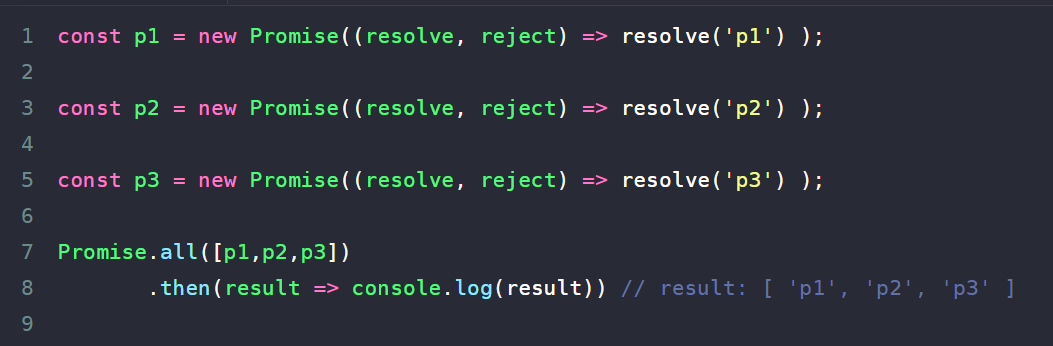 1 const p1 = new Promise((resolve, reject) => resolve('p1') );
2
3 const p2 = new Promise((resolve, reject) => resolve('p2') );
4
5 const p3 = new Promise((resolve, reject) => resolve('p3') );
6
7 Promise.all([p1,p2,p3])
8        .then(result => console.log(result)) // result: [ 'p1', 'p2', 'p3' ]
9